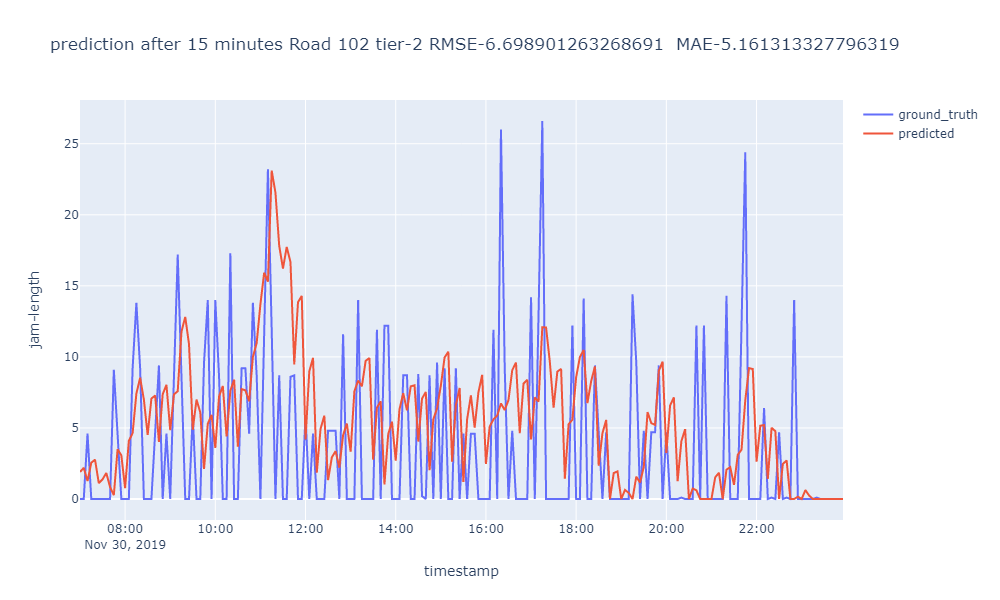 prediction after 15 minutes Road 102 tier-2 RMSE-6.698901263268691  MAE-5.161313327796319
ground_truth
predicted
25
20
15
10
5
0
jam-length
08:00 10:00 12:00 14:00 16:00 18:00 20:00 22:00
Nov 30, 2019
timestamp